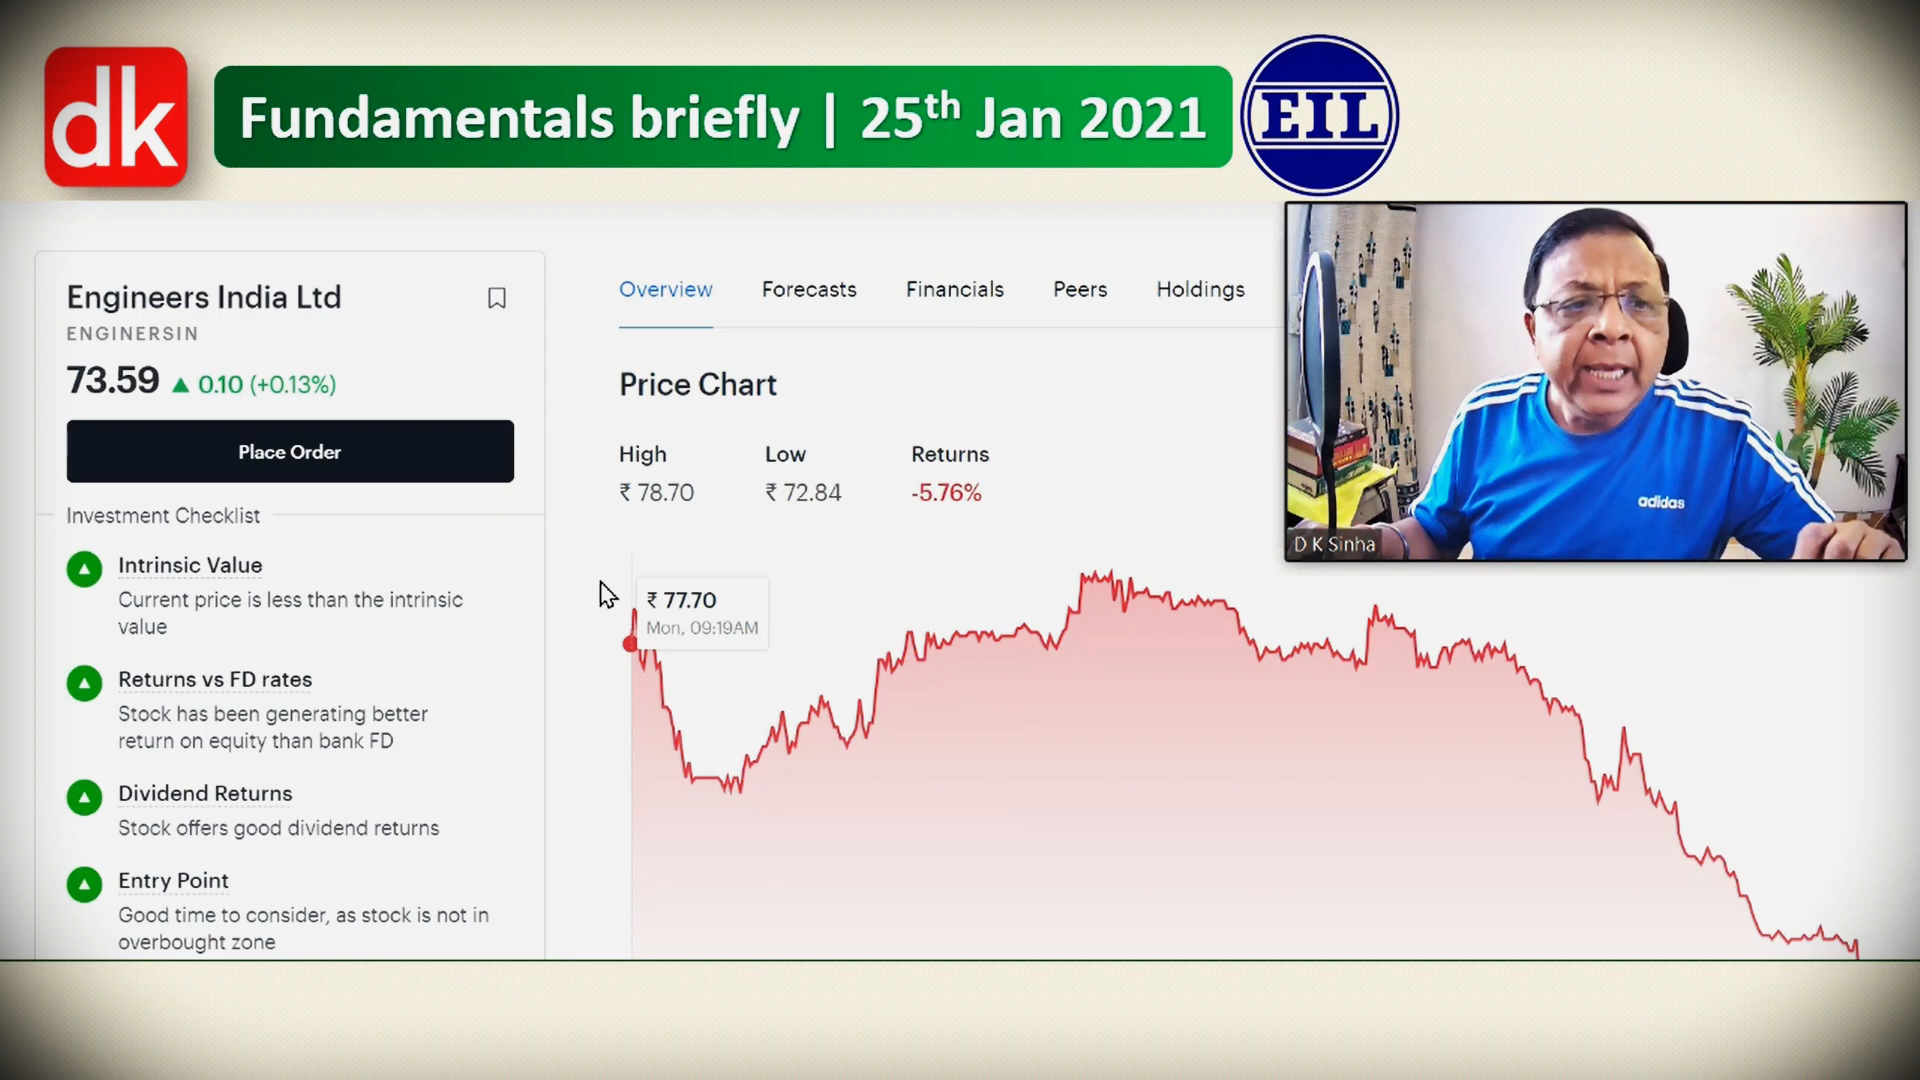 dk
Fundamentals briefly | 25th Jan 2021
EIL
Engineers India Ltd
ENGINERSIN
73.59 ▲ 0.10 (+0.13%)
Place Order
Investment Checklist
Intrinsic Value
Current price is less than the intrinsic
value
Returns vs FD rates
Stock has been generating better
return on equity than bank FD
Dividend Returns
Stock offers good dividend returns
Entry Point
Good time to consider, as stock is not in
overbought zone
Overview Forecasts Financials Peers Holdings
Price Chart
High Low Returns
₹ 78.70 ₹ 72.84 -5.76%
₹ 77.70
Mon, 09:19AM
adidas
D K Sinha